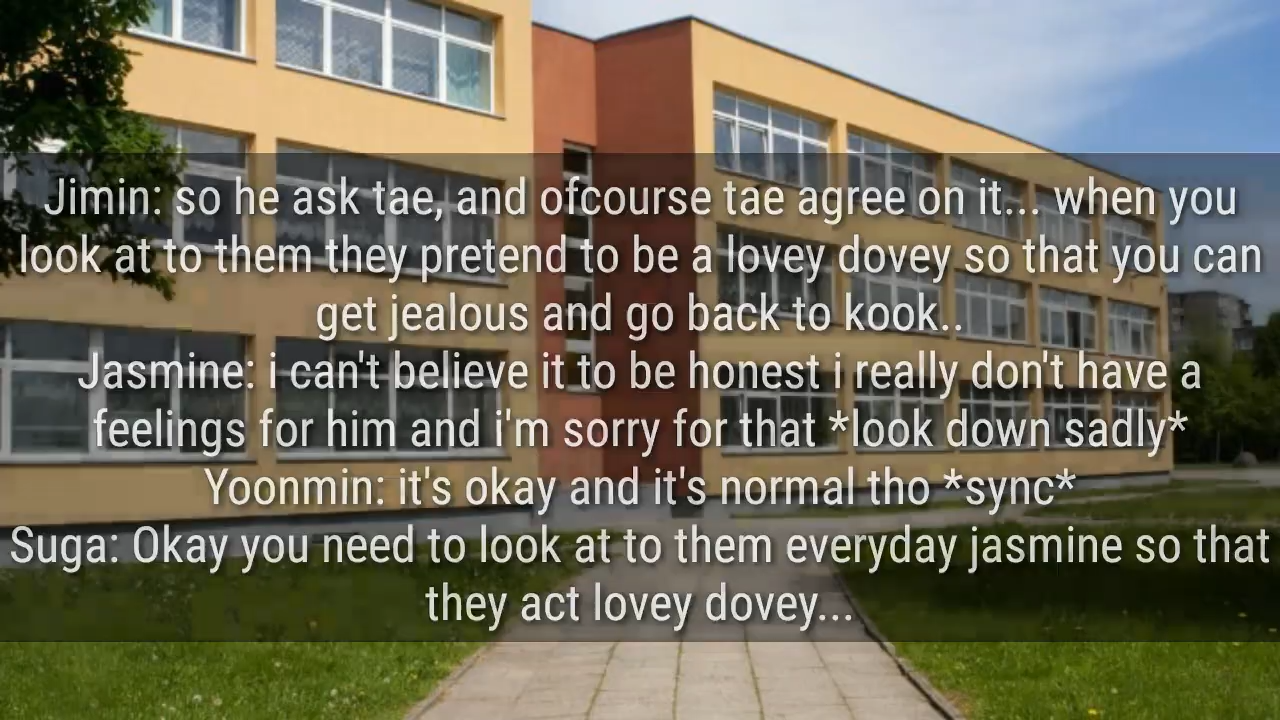 Jimin: so he ask tae, and ofcourse tae agree on it... when you
look at to them they pretend to be a lovey dovey so that you can
get jealous and go back to kook..
Jasmine: i can't believe it to be honest i really don't have a
feelings for him and i'm sorry for that *look down sadly*
Yoonmin: it's okay and it's normal tho *sync*
Suga: Okay you need to look at to them everyday jasmine so that
they act lovey dovey...